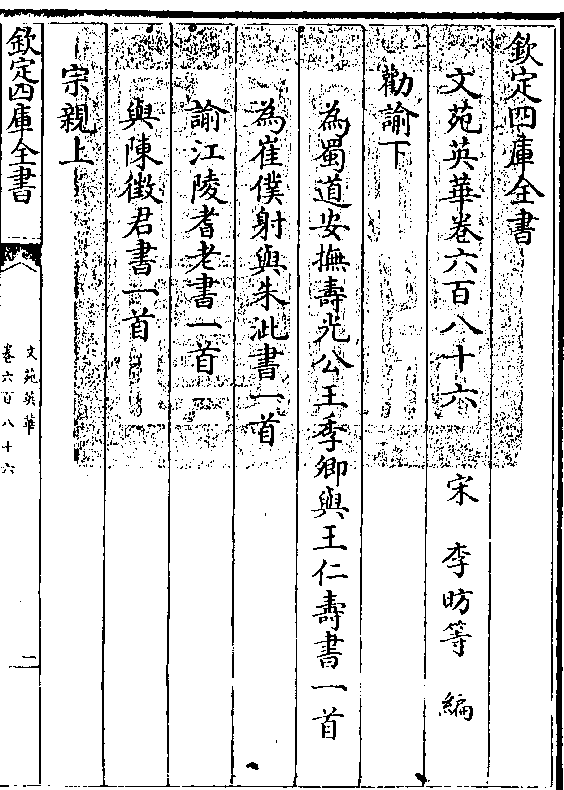 欽定四庫全書
文苑英華卷六百八十六 宋 李昉等 編
勸諭下
為蜀道安撫壽光公王季卿與王仁壽書一首
為崔僕射與朱泚書一首
諭江陵耆老書一首
與陳徵君書一首
宗親上
欽定四庫全書
文苑英華
卷六百八十六
一